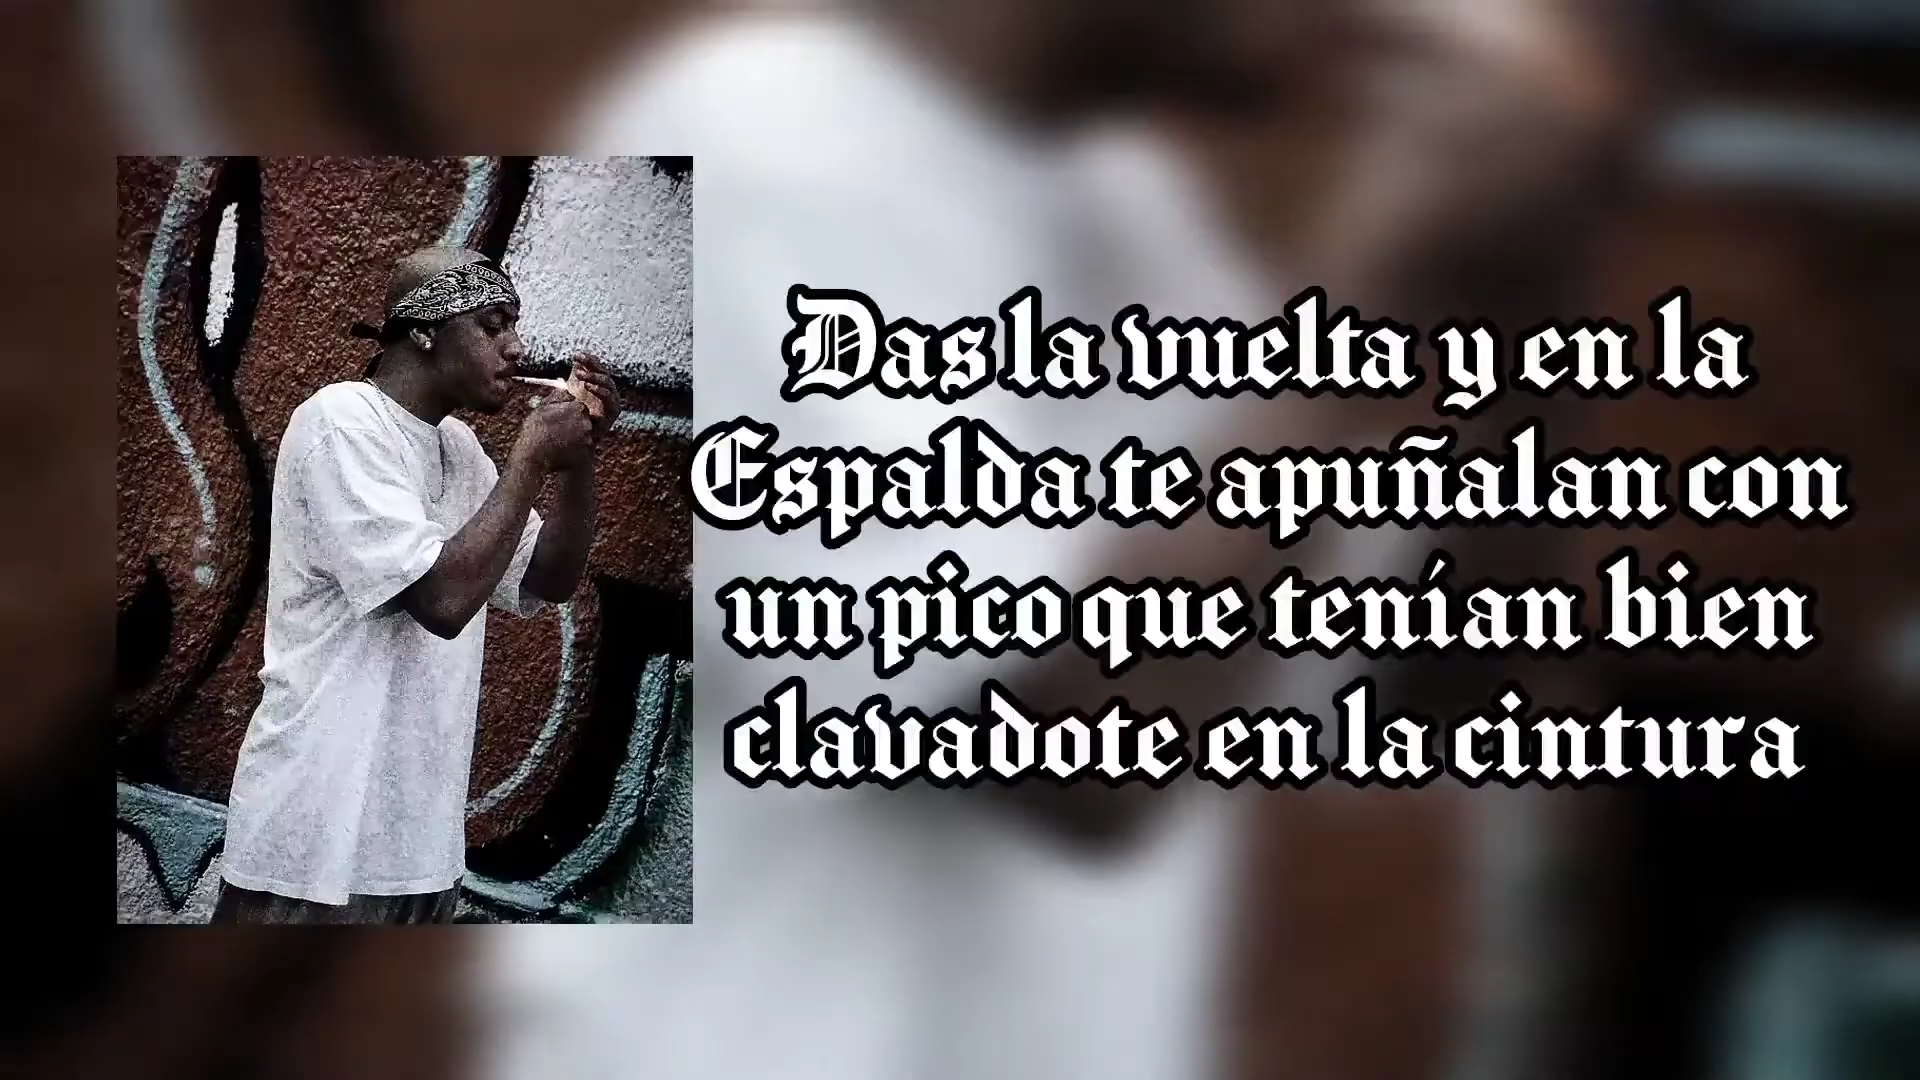 Das la vuelta y en la
Espalda te apuñalan con
un pico que tenían bien
clavadote en la cintura